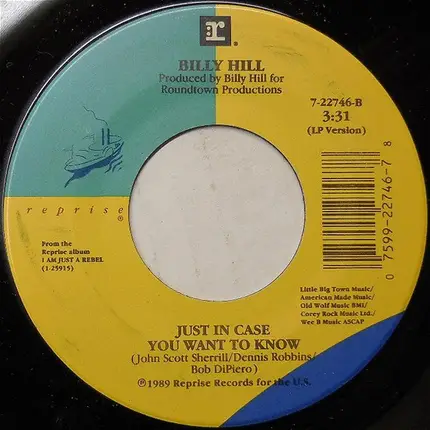 r.
BILLY HILL
Produced by Billy Hill for
Roundtown Productions
7-22746-B
3:31
(LP Version)
reprise
®
From the
Reprise album
I AM JUST A REBEL
(1-25915)
0 7599-22746-7 8
Little Big Town Music/
American Made Music/
Old Wolf Music BMI/
Corey Rock Music Ltd./
Wee B Music ASCAP
JUST IN CASE
YOU WANT TO KNOW
(John Scott Sherrill/Dennis Robbins/
Bob DiPiero)
℗1989 Reprise Records for the U.S.